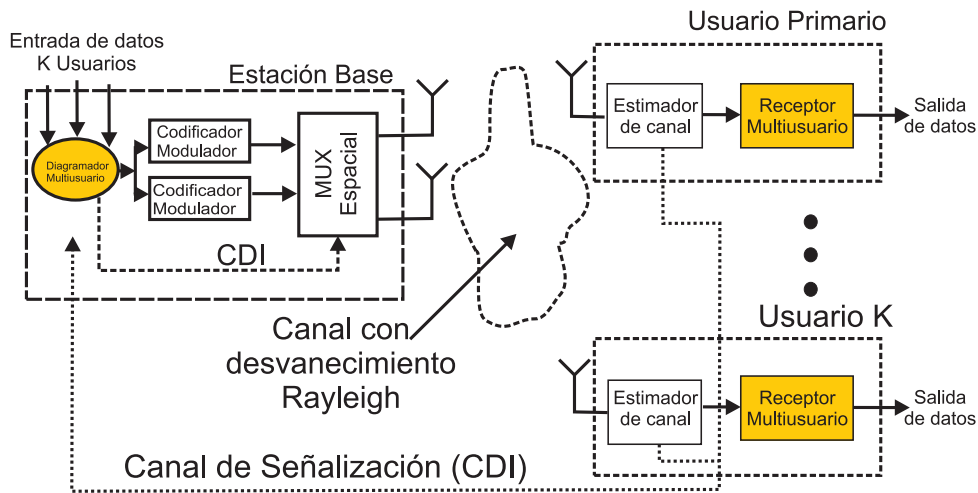 Entrada de datos
K Usuarios
Estación Base
Diagramador
Multiusuario
Codificador
Modulador
Codificador
Modulador
MUX
Espacial
CDI
Canal con
desvanecimiento
Rayleigh
Canal de Señalización (CDI)
Usuario Primario
Estimador
de canal
Receptor
Multiusuario
Salida
de datos
Usuario K
Estimador
de canal
Receptor
Multiusuario
Salida
de datos